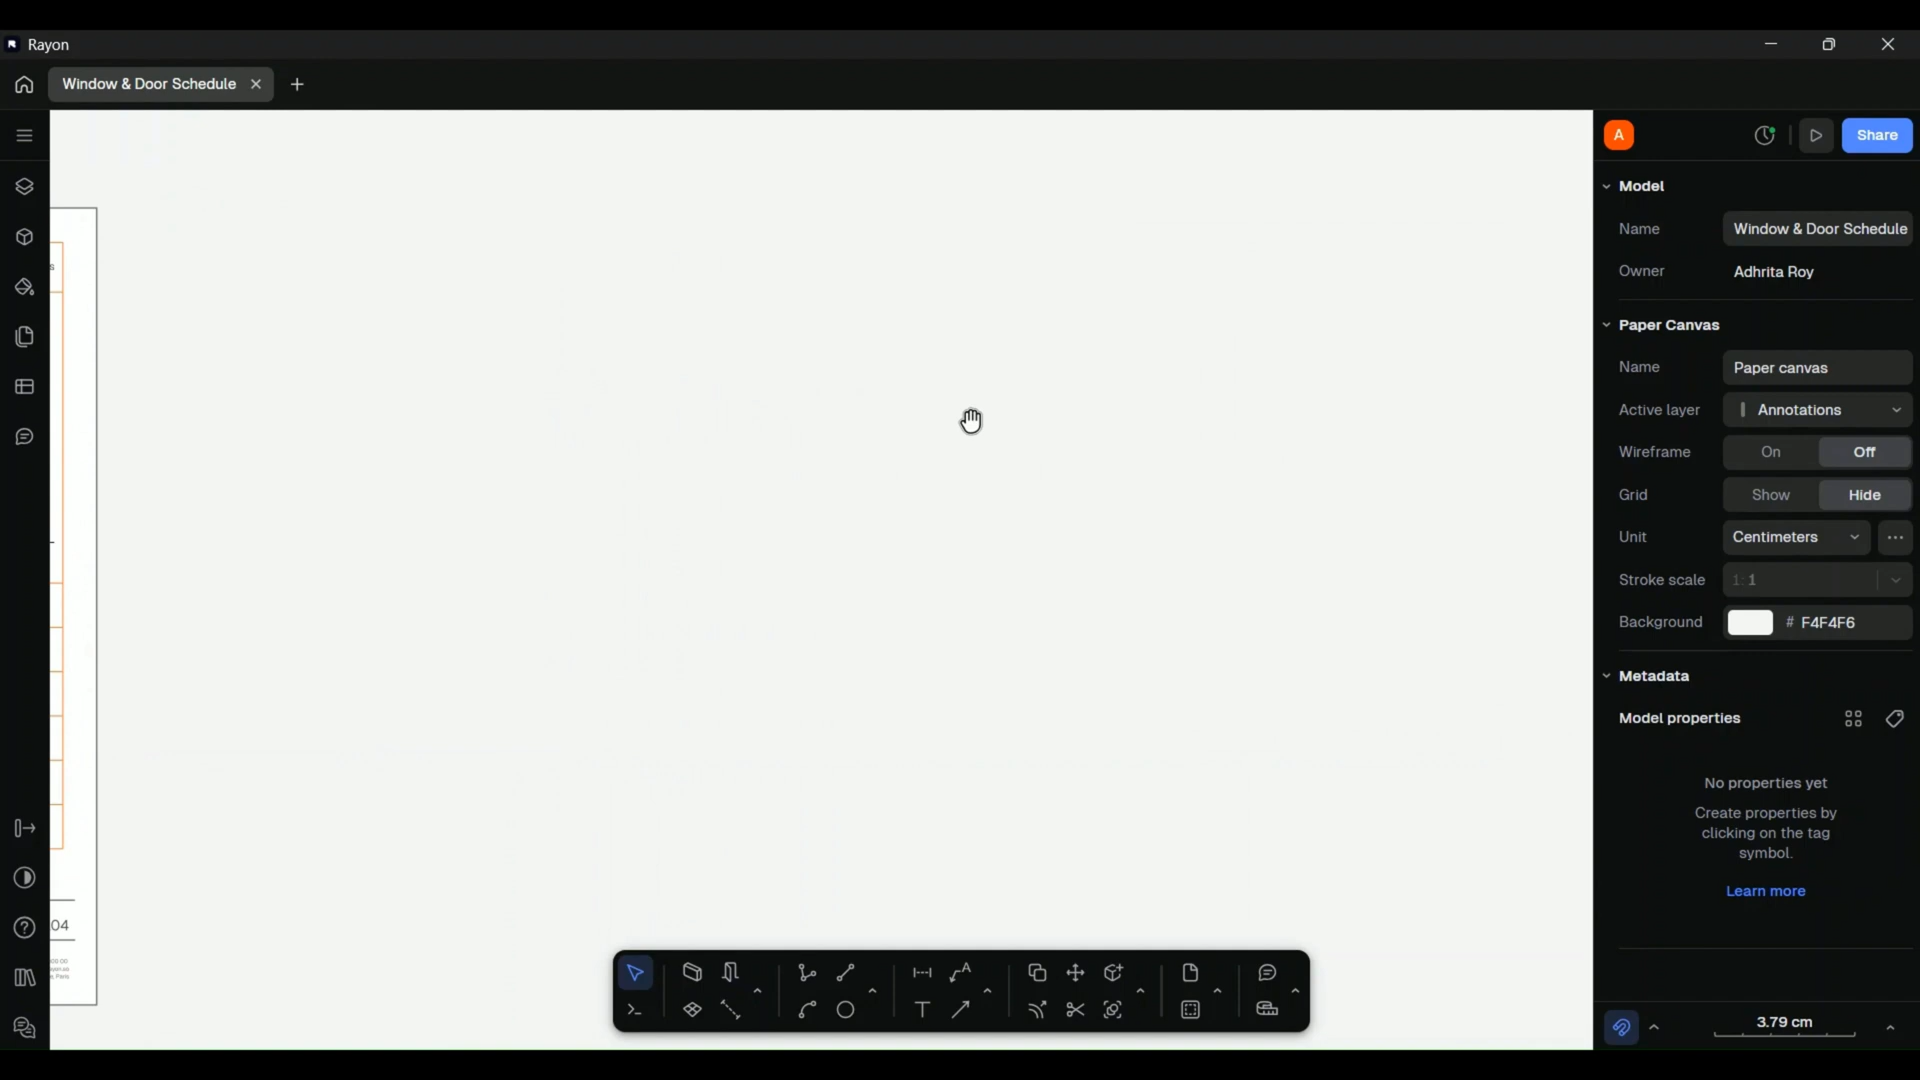 Rayon
Window & Door Schedule
A
Share
Model
Name
Window & Door Schedule
Owner
Adhrita Roy
Paper Canvas
Name
Paper canvas
Active layer
Annotations
Wireframe
On
Off
Grid
Show
Hide
Unit
Centimeters
Stroke scale
1:1
Background
# F4F4F6
Metadata
Model properties
No properties yet
Create properties by
clicking on the tag
symbol.
Learn more
04
Paris
3.79 cm